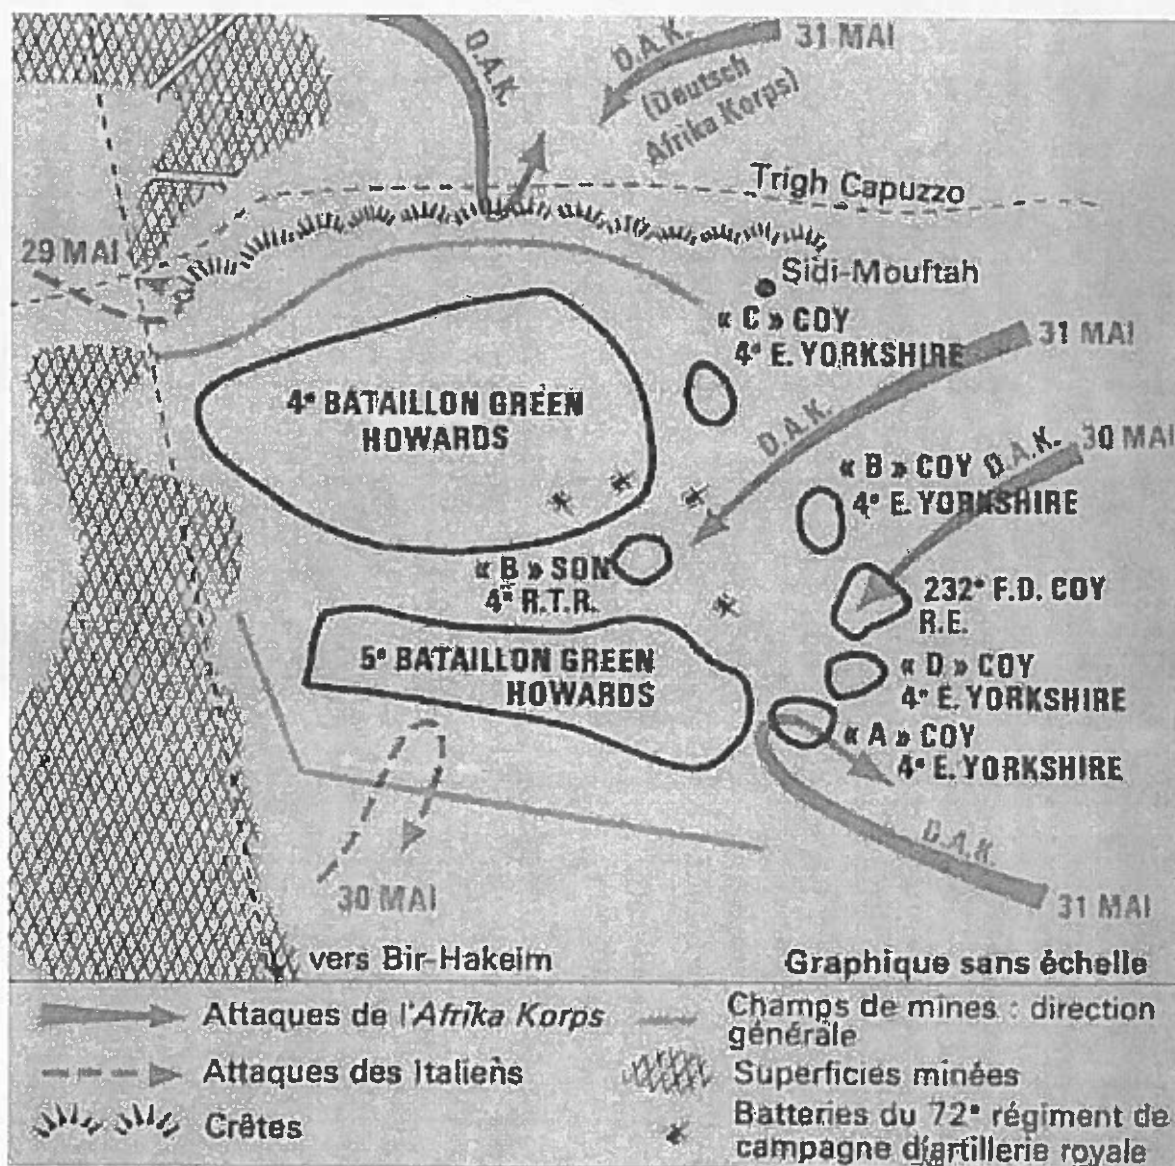 D.A.K.
D.A.K.
31 MAI
(Deutsch
Afrika Korps)
Trigh Capuzzo
29 MAI
Sidi-Mouftah
« C » COY
4e E. YORKSHIRE
31 MAI
D.A.K.
4e BATAILLON GREEN
HOWARDS
30 MAI
D.A.K.
« B » COY
4e E. YORKSHIRE
« B » SON
4e R.T.R.
232e F.D. COY
R.E.
5e BATAILLON GREEN
HOWARDS
« D » COY
4e E. YORKSHIRE
« A » COY
4e E. YORKSHIRE
D.A.K.
30 MAI
31 MAI
vers Bir-Hakeim
Graphique sans échelle
Attaques de l'Afrika Korps
Attaques des Italiens
Crêtes
Champs de mines : direction
générale
Superficies minées
Batteries du 72e régiment de
campagne d'artillerie royale